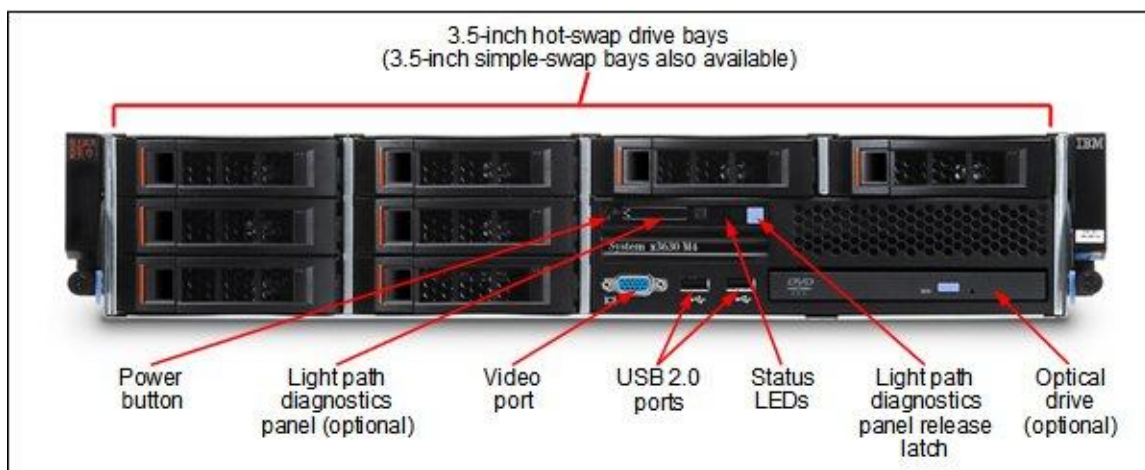 3.5-inch hot-swap drive bays
(3.5-inch simple-swap bays also available)
IBM
System x3630 M4
DVD
Power
button
Light path
diagnostics
panel (optional)
Video
port
USB 2.0
ports
Status
LEDs
Light path
diagnostics
panel release
latch
Optical
drive
(optional)